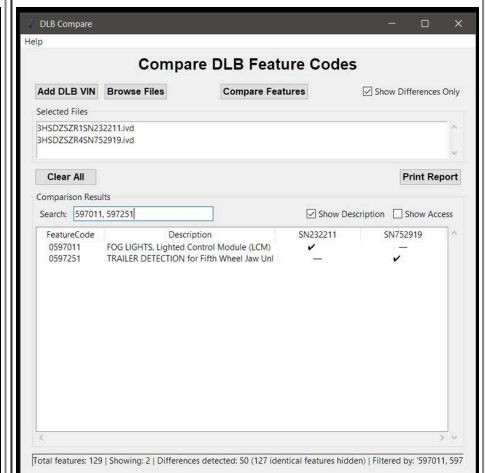 DLB Compare
Help
Compare DLB Feature Codes
Add DLB VIN Browse Files Compare Features Show Differences Only
Selected Files
3HSDZSZR1SN232211.ivd
3HSDZSZR4SN752919.ivd
Clear All Print Report
Comparison Results
Search: 597011, 597251 Show Description Show Access
FeatureCode Description SN232211 SN752919
0597011 FOG LIGHTS, Lighted Control Module (LCM) ✔ —
0597251 TRAILER DETECTION for Fifth Wheel Jaw Unl — ✔
Total features: 129 | Showing: 2 | Differences detected: 50 (127 identical features hidden) | Filtered by: '597011, 597